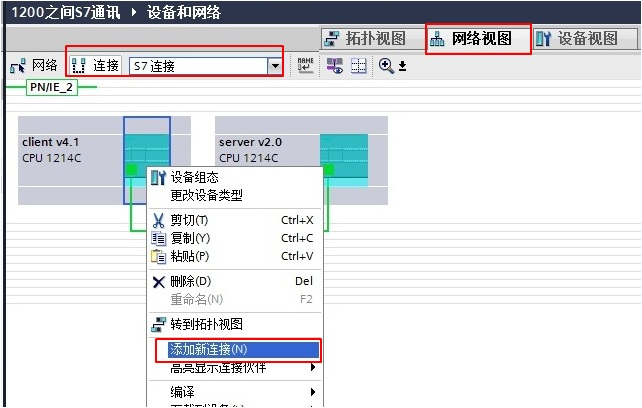 1200之间S7通讯 ▸ 设备和网络
拓扑视图 网络视图 设备视图
网络 连接 S7 连接
PN/IE_2
client v4.1
CPU 1214C
server v2.0
CPU 1214C
设备组态
更改设备类型
剪切(T) Ctrl+X
复制(Y) Ctrl+C
粘贴(P) Ctrl+V
删除(D) Del
重命名(N) F2
转到拓扑视图
添加新连接(N)
高亮显示连接伙伴
编译